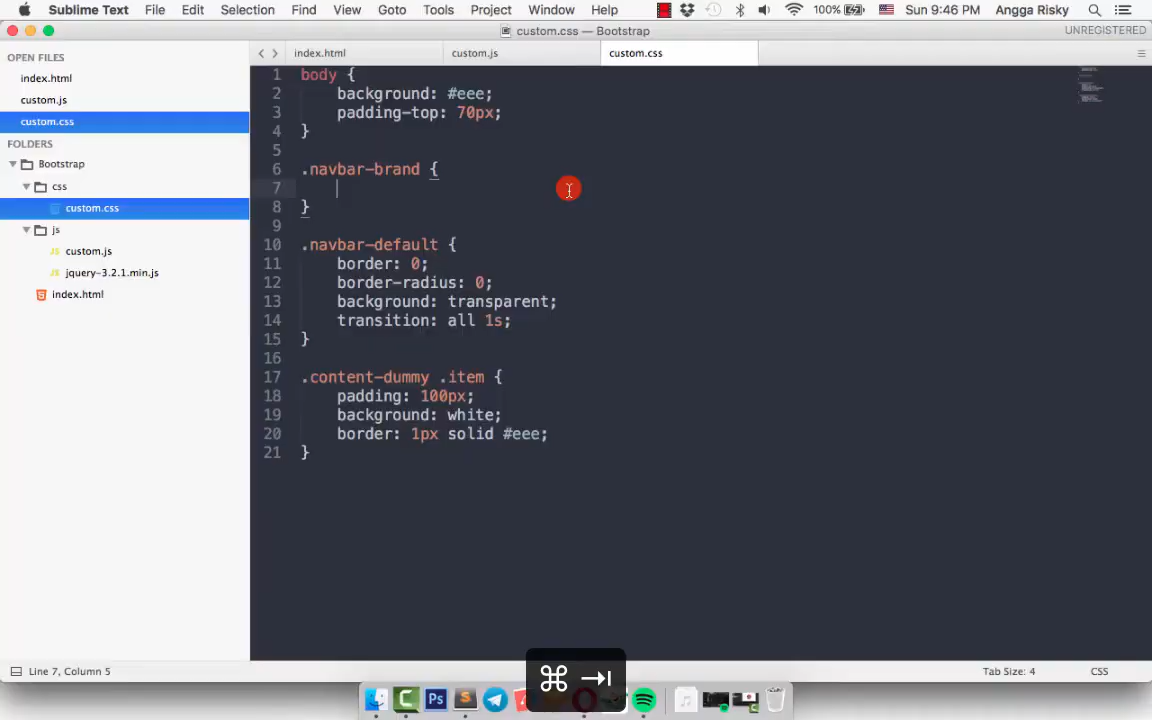 Sublime Text File Edit Selection Find View Goto Tools Project Window Help 100% Sun 9:46 PM Angga Risky
custom.css — Bootstrap UNREGISTERED
OPEN FILES
index.html
custom.js
custom.css
FOLDERS
Bootstrap
css
custom.css
js
custom.js
jquery-3.2.1.min.js
index.html
index.html custom.js custom.css
1 body {
2 background: #eee;
3 padding-top: 70px;
4 }
5
6 .navbar-brand {
7
8 }
9
10 .navbar-default {
11 border: 0;
12 border-radius: 0;
13 background: transparent;
14 transition: all 1s;
15 }
16
17 .content-dummy .item {
18 padding: 100px;
19 background: white;
20 border: 1px solid #eee;
21 }
⌘ ⇥
Line 7, Column 5 Tab Size: 4 CSS
Ps S